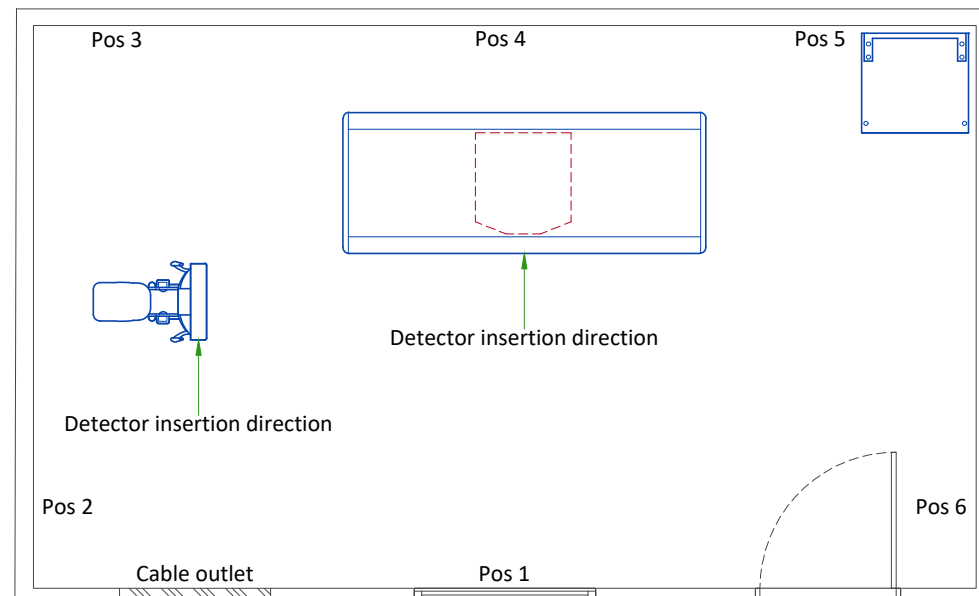 Pos 3
Pos 4
Pos 5
Detector insertion direction
Detector insertion direction
Pos 2
Pos 6
Cable outlet
Pos 1